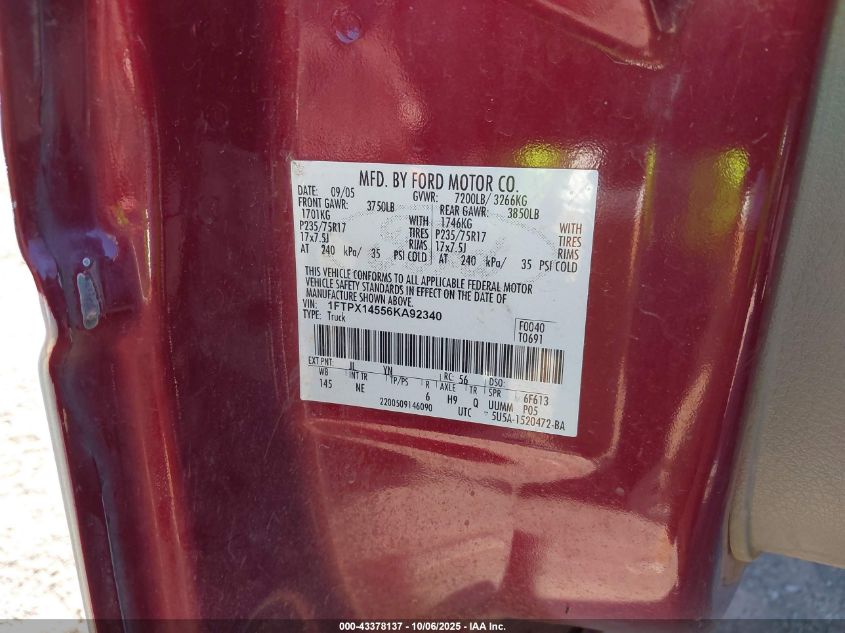 MFD. BY FORD MOTOR CO.
DATE: 09/05 GVWR: 7200LB/ 3266KG
FRONT GAWR: 3750LB REAR GAWR: 3850LB
1701KG WITH 1746KG WITH
P235/75R17 TIRES P235/75R17 TIRES
17x7.5J RIMS 17x7.5J RIMS
AT 240 kPa/ 35 PSI COLD AT 240 kPa/ 35 PSI COLD
THIS VEHICLE CONFORMS TO ALL APPLICABLE FEDERAL MOTOR
VEHICLE SAFETY STANDARDS IN EFFECT ON THE DATE OF
MANUFACTURE SHOWN ABOVE.
VIN: 1FTPX14556KA92340 F0040
TYPE: Truck T0691
EXT PNT: JL YN RC: 56 DSO:
WB INT TR TP/PS R AXLE TR SPR 6F613
145 NE 6 H9 Q UUMM P05
2200509146090 UTC 5U5A-1520472-BA
000-43378137 - 10/06/2025 - IAA Inc.